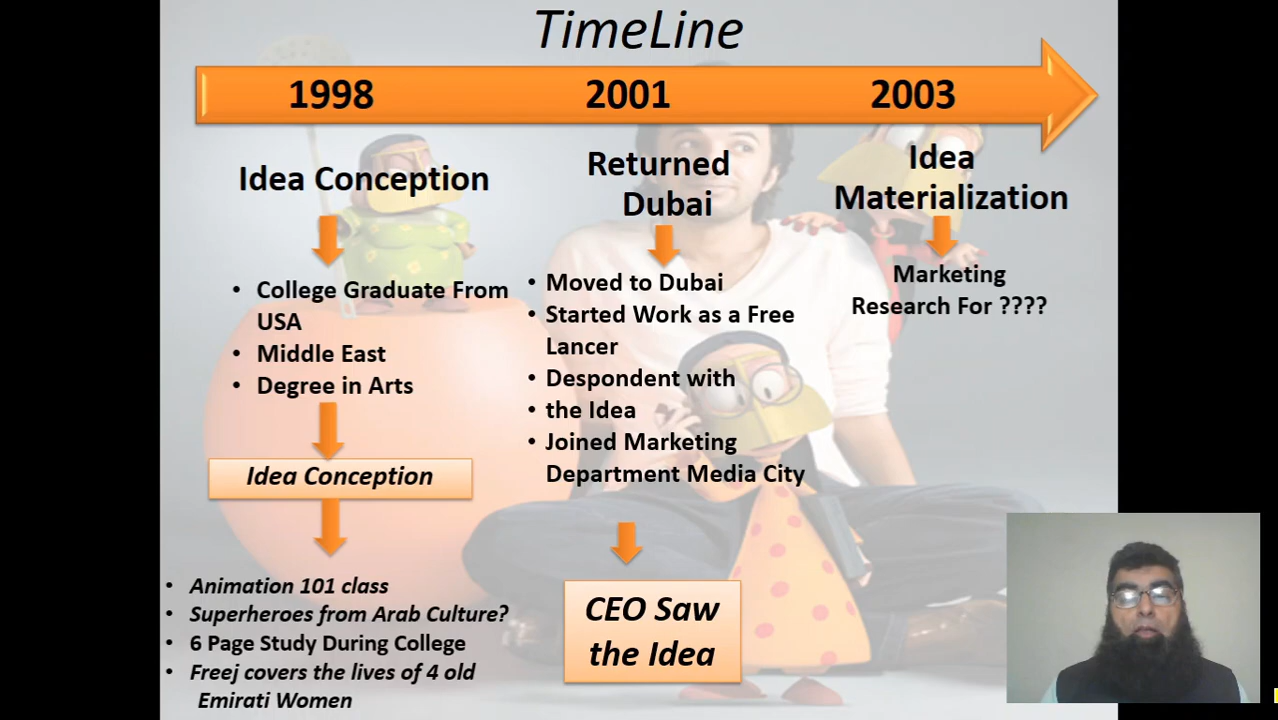 TimeLine
1998
2001
2003
Idea Conception
• College Graduate From
USA
• Middle East
• Degree in Arts
Idea Conception
• Animation 101 class
• Superheroes from Arab Culture?
• 6 Page Study During College
• Freej covers the lives of 4 old
Emirati Women
Returned
Dubai
• Moved to Dubai
• Started Work as a Free
Lancer
• Despondent with
• the Idea
• Joined Marketing
Department Media City
CEO Saw
the Idea
Idea
Materialization
Marketing
Research For ????